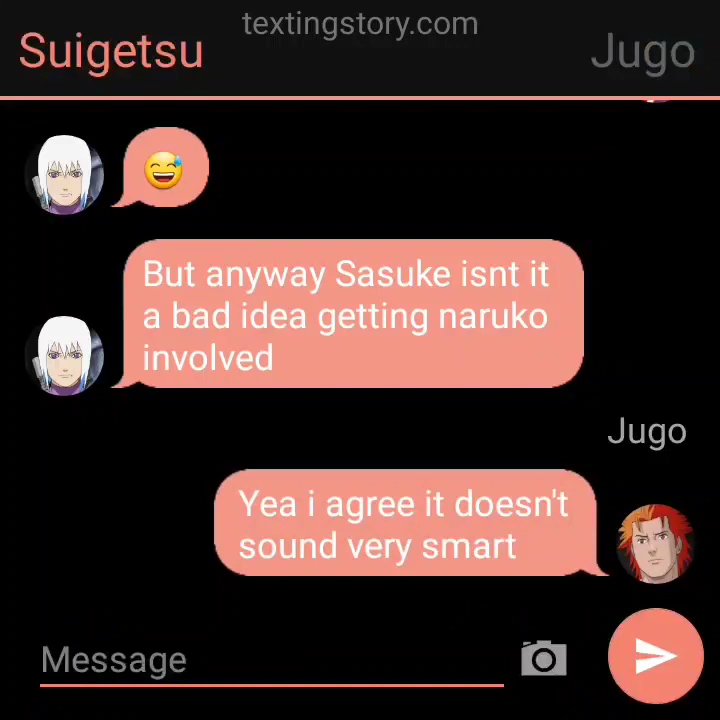 textingstory.com
Suigetsu
Jugo
😅
But anyway Sasuke isnt it
a bad idea getting naruko
involved
Jugo
Yea i agree it doesn't
sound very smart
Message